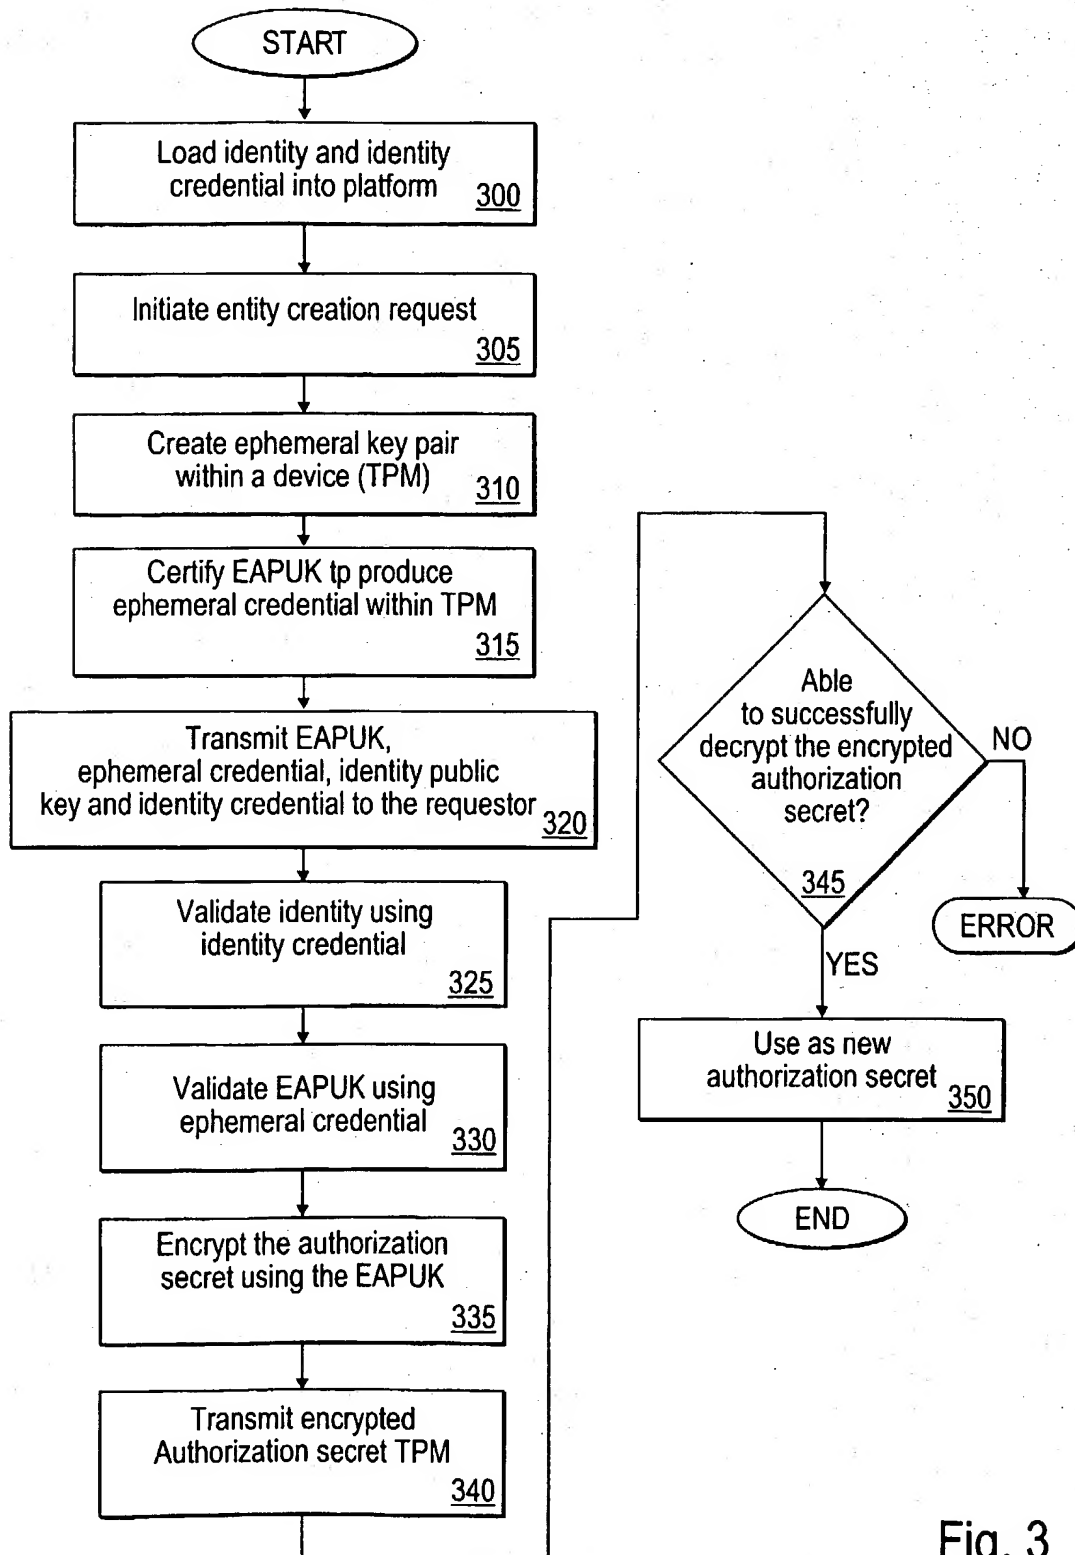 START
Load identity and identity
credential into platform
300
Initiate entity creation request
305
Create ephemeral key pair
within a device (TPM)
310
Certify EAPUK tp produce
ephemeral credential within TPM
315
Transmit EAPUK,
ephemeral credential, identity public
key and identity credential to the requestor
320
Validate identity using
identity credential
325
Validate EAPUK using
ephemeral credential
330
Encrypt the authorization
secret using the EAPUK
335
Transmit encrypted
Authorization secret TPM
340
Able
to successfully
decrypt the encrypted
authorization
secret?
345
NO
ERROR
YES
Use as new
authorization secret
350
END
Fig. 3